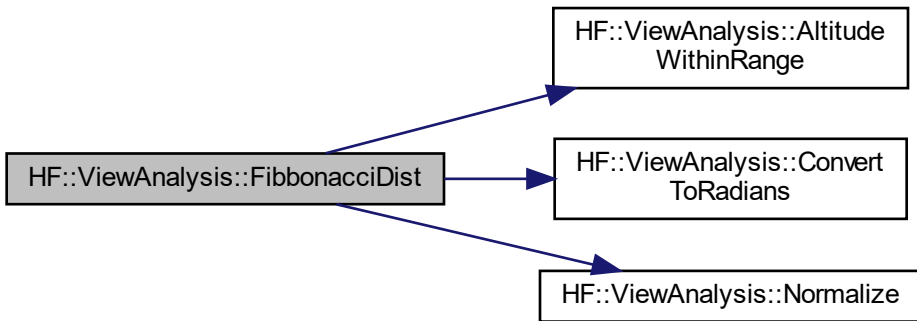 HF::ViewAnalysis::Altitude
WithinRange
HF::ViewAnalysis::FibbonacciDist
HF::ViewAnalysis::Convert
ToRadians
HF::ViewAnalysis::Normalize